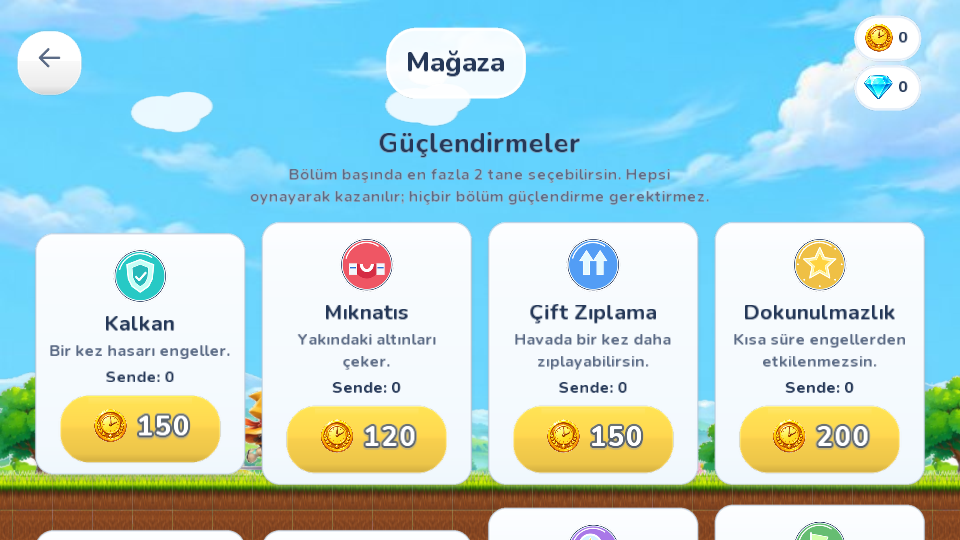 Mağaza
0
0
Güçlendirmeler
Bölüm başında en fazla 2 tane seçebilirsin. Hepsi
oynayarak kazanılır; hiçbir bölüm güçlendirme gerektirmez.
Kalkan
Bir kez hasarı engeller.
Sende: 0
150
Mıknatıs
Yakındaki altınları
çeker.
Sende: 0
120
Çift Zıplama
Havada bir kez daha
zıplayabilirsin.
Sende: 0
150
Dokunulmazlık
Kısa süre engellerden
etkilenmezsin.
Sende: 0
200